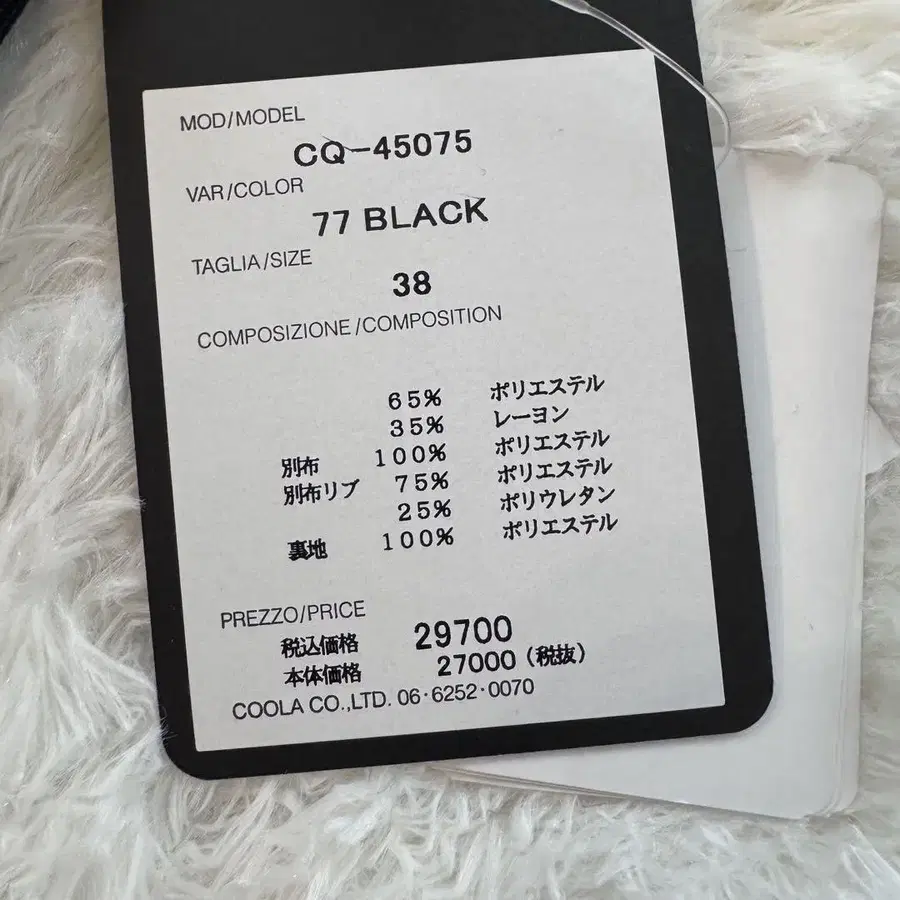 MOD/MODEL
CQ-45075
VAR/COLOR
77 BLACK
TAGLIA/SIZE
38
COMPOSIZIONE/COMPOSITION
65% ポリエステル
35% レーヨン
別布 100% ポリエステル
別布リブ 75% ポリエステル
25% ポリウレタン
裏地 100% ポリエステル
PREZZO/PRICE
税込価格 29700
本体価格 27000 (税抜)
COOLA CO.,LTD. 06·6252·0070